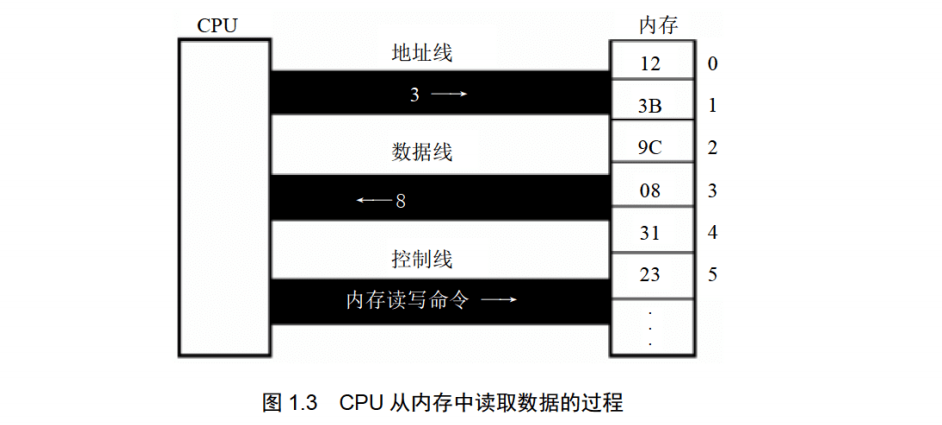 CPU
内存
地址线
3 →
数据线
←8
控制线
内存读写命令 →
12 0
3B 1
9C 2
08 3
31 4
23 5
.
.
.
图 1.3 CPU 从内存中读取数据的过程